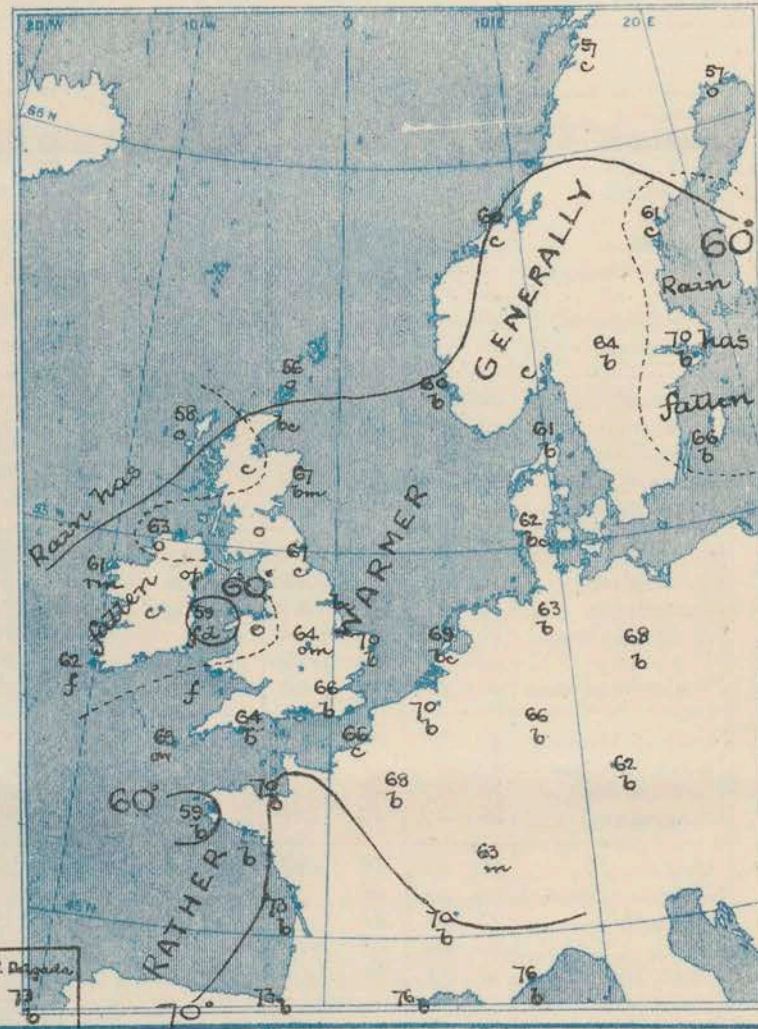 20 W 10 W 0 10 E 20 E
57
c
57
o
65 N
60
c
61
c
60°
GENERALLY
Rain
has
fallen
64
b
70
b
66
b
c
56
o
60
b
58
o
bc
61
b
c
67
bm
Rain has
fallen
WARMER
62
bc
55
63
o
61
m
o
61
c
60°
c
59
fd
o
64
om
63
b
68
b
70
b
69
bc
62
f
f
66
b
70
b
66
b
64
b
66
c
62
b
60°
59
b
70
b
68
b
63
m
b
RATHER
45 N
73
b
70
b
73
b
70°
73
b
76
b
76
b